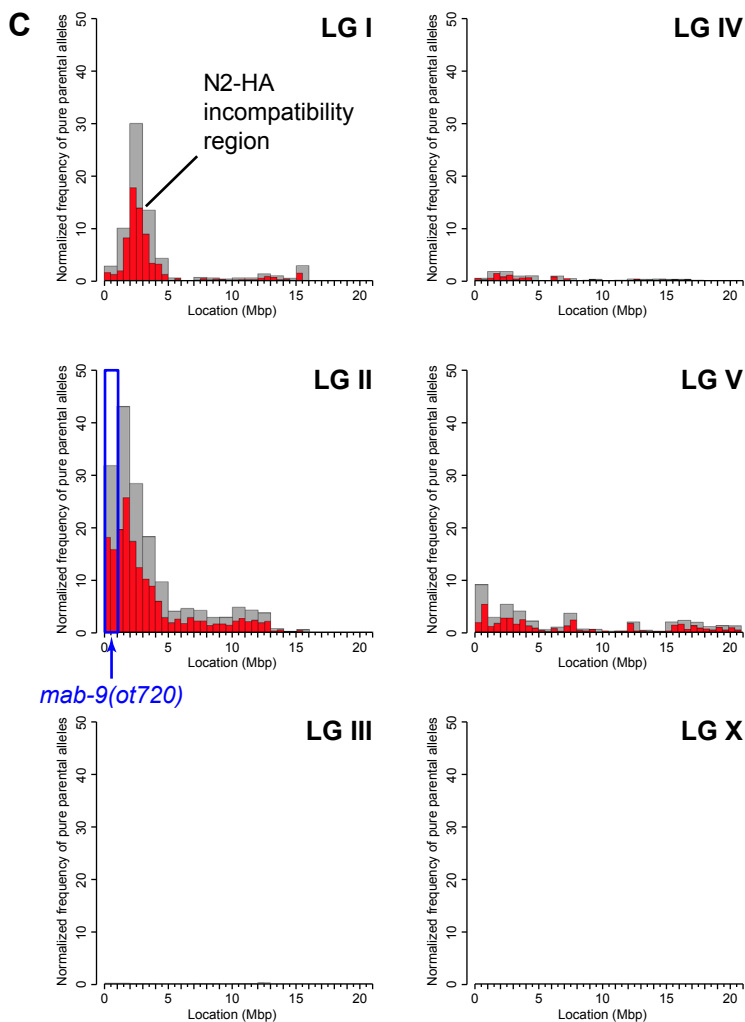 C
LG I
Normalized frequency of pure parental alleles
0 10 20 30 40 50
N2-HA
incompatibility
region
0 5 10 15 20
Location (Mbp)
LG IV
Normalized frequency of pure parental alleles
0 10 20 30 40 50
0 5 10 15 20
Location (Mbp)
LG II
Normalized frequency of pure parental alleles
0 10 20 30 40 50
0 5 10 15 20
Location (Mbp)
mab-9(ot720)
LG V
Normalized frequency of pure parental alleles
0 10 20 30 40 50
0 5 10 15 20
Location (Mbp)
LG III
Normalized frequency of pure parental alleles
0 10 20 30 40 50
0 5 10 15 20
Location (Mbp)
LG X
Normalized frequency of pure parental alleles
0 10 20 30 40 50
0 5 10 15 20
Location (Mbp)